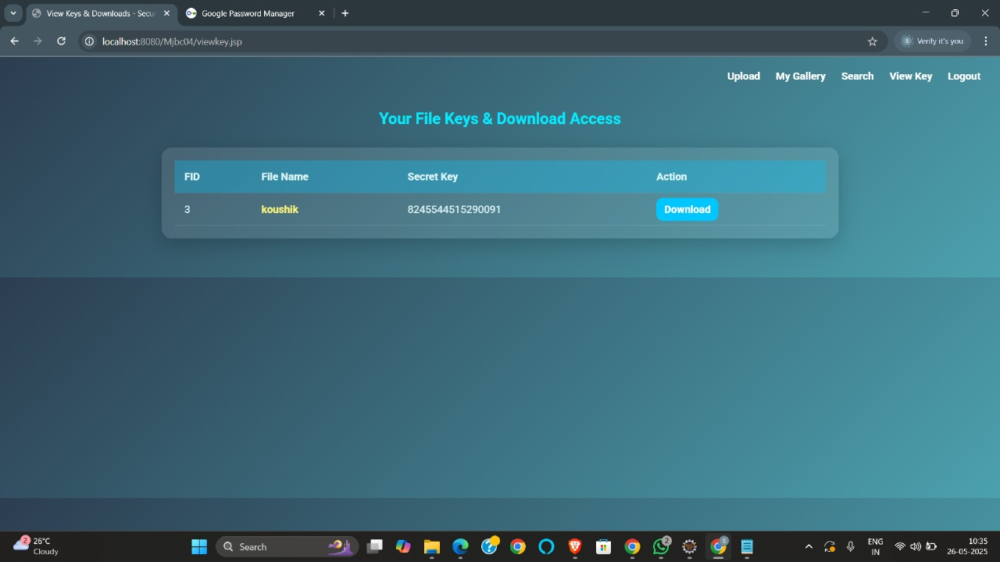 View Keys & Downloads - Secu
Google Password Manager
localhost:8080/Mjbc04/viewkey.jsp
S
Verify it's you
Upload
My Gallery
Search
View Key
Logout
Your File Keys & Download Access
FID
File Name
Secret Key
Action
3
koushik
8245544515290091
Download
2
26°C
Cloudy
Search
2
S
ENG
IN
10:35
26-05-2025